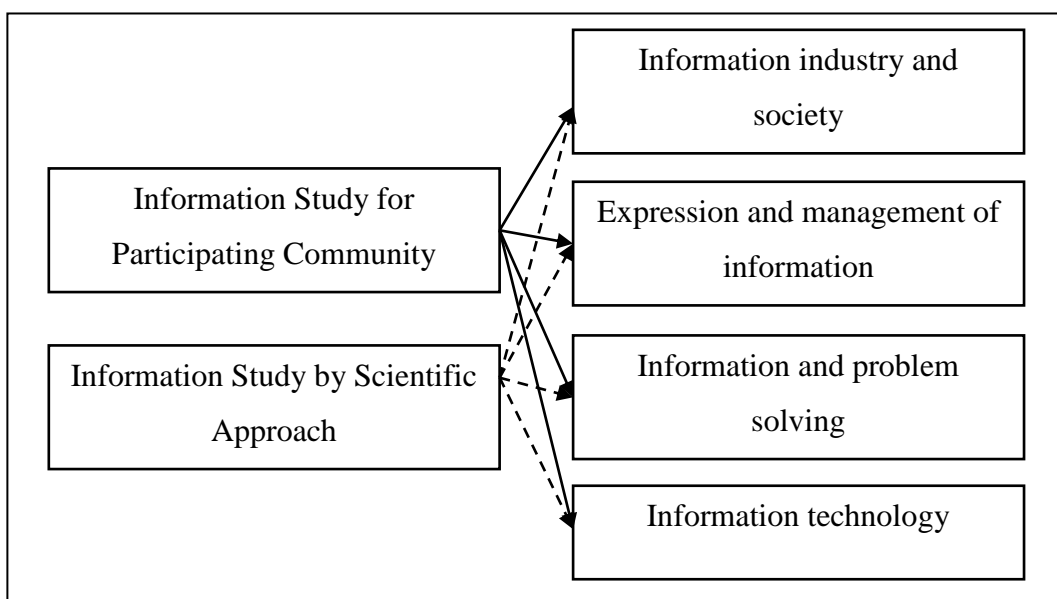 Information Study for
Participating Community
Information Study by Scientific
Approach
Information industry and
society
Expression and management of
information
Information and problem
solving
Information technology